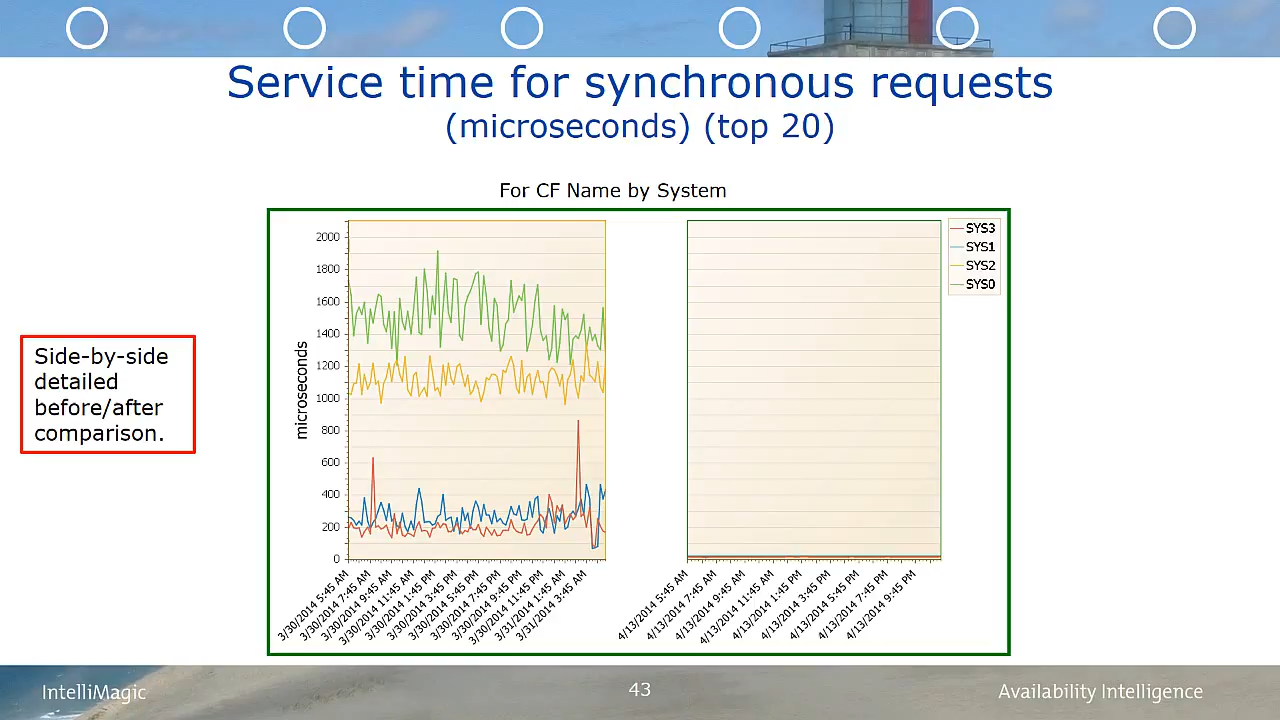 Service time for synchronous requests
(microseconds) (top 20)
For CF Name by System
Side-by-side
detailed
before/after
comparison.
microseconds
2000
1800
1600
1400
1200
1000
800
600
400
200
0
3/30/2014 5:45 AM
3/30/2014 7:45 AM
3/30/2014 9:45 AM
3/30/2014 11:45 AM
3/30/2014 1:45 PM
3/30/2014 3:45 PM
3/30/2014 5:45 PM
3/30/2014 7:45 PM
3/30/2014 9:45 PM
3/30/2014 11:45 PM
3/31/2014 1:45 AM
3/31/2014 3:45 AM
4/13/2014 5:45 AM
4/13/2014 7:45 AM
4/13/2014 9:45 AM
4/13/2014 11:45 AM
4/13/2014 1:45 PM
4/13/2014 3:45 PM
4/13/2014 5:45 PM
4/13/2014 7:45 PM
4/13/2014 9:45 PM
SYS3
SYS1
SYS2
SYS0
IntelliMagic
43
Availability Intelligence